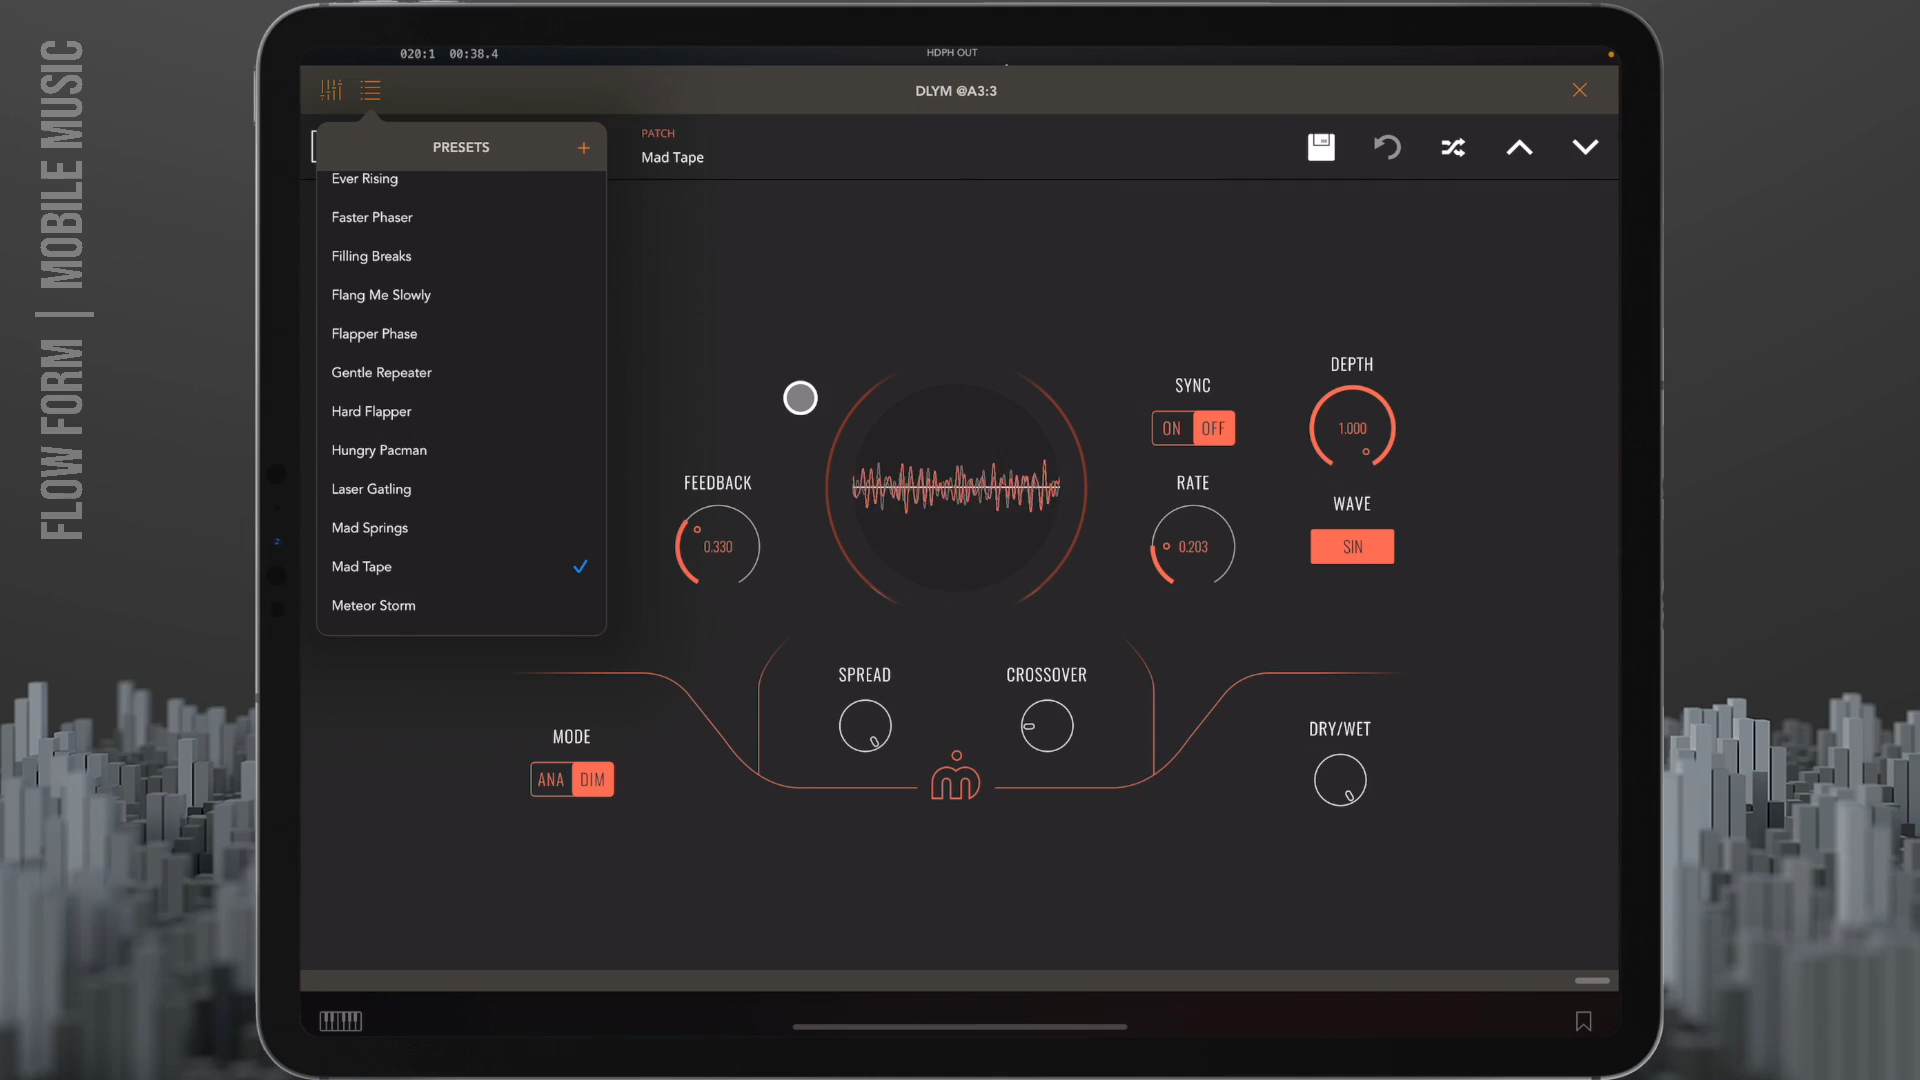 FLOW FORM | MOBILE MUSIC
020:1 00:38.4
HDPH OUT
DLYM @A3:3
PRESETS +
PATCH
Mad Tape
Ever Rising
Faster Phaser
Filling Breaks
Flang Me Slowly
Flapper Phase
Gentle Repeater
Hard Flapper
Hungry Pacman
Laser Gatling
Mad Springs
Mad Tape
Meteor Storm
FEEDBACK
0.330
SYNC
ON OFF
RATE
0.203
DEPTH
1.000
WAVE
SIN
MODE
ANA DIM
SPREAD
CROSSOVER
DRY/WET